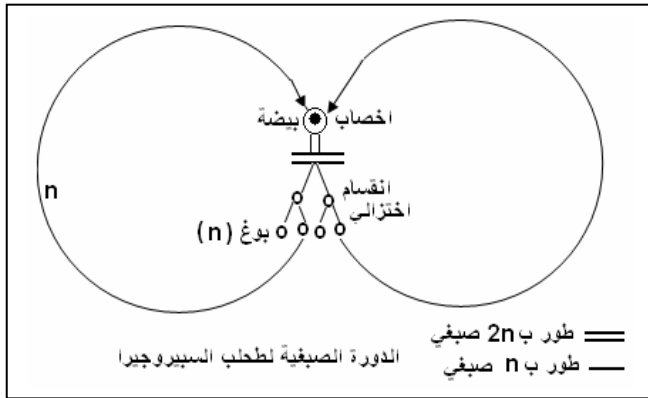 اخصاب
بيضة
انقسام
اختزالي
n
بوغ (n)
طور ب 2n صبغي
طور ب n صبغي
الدورة الصبغية لطحلب السبيروجيرا